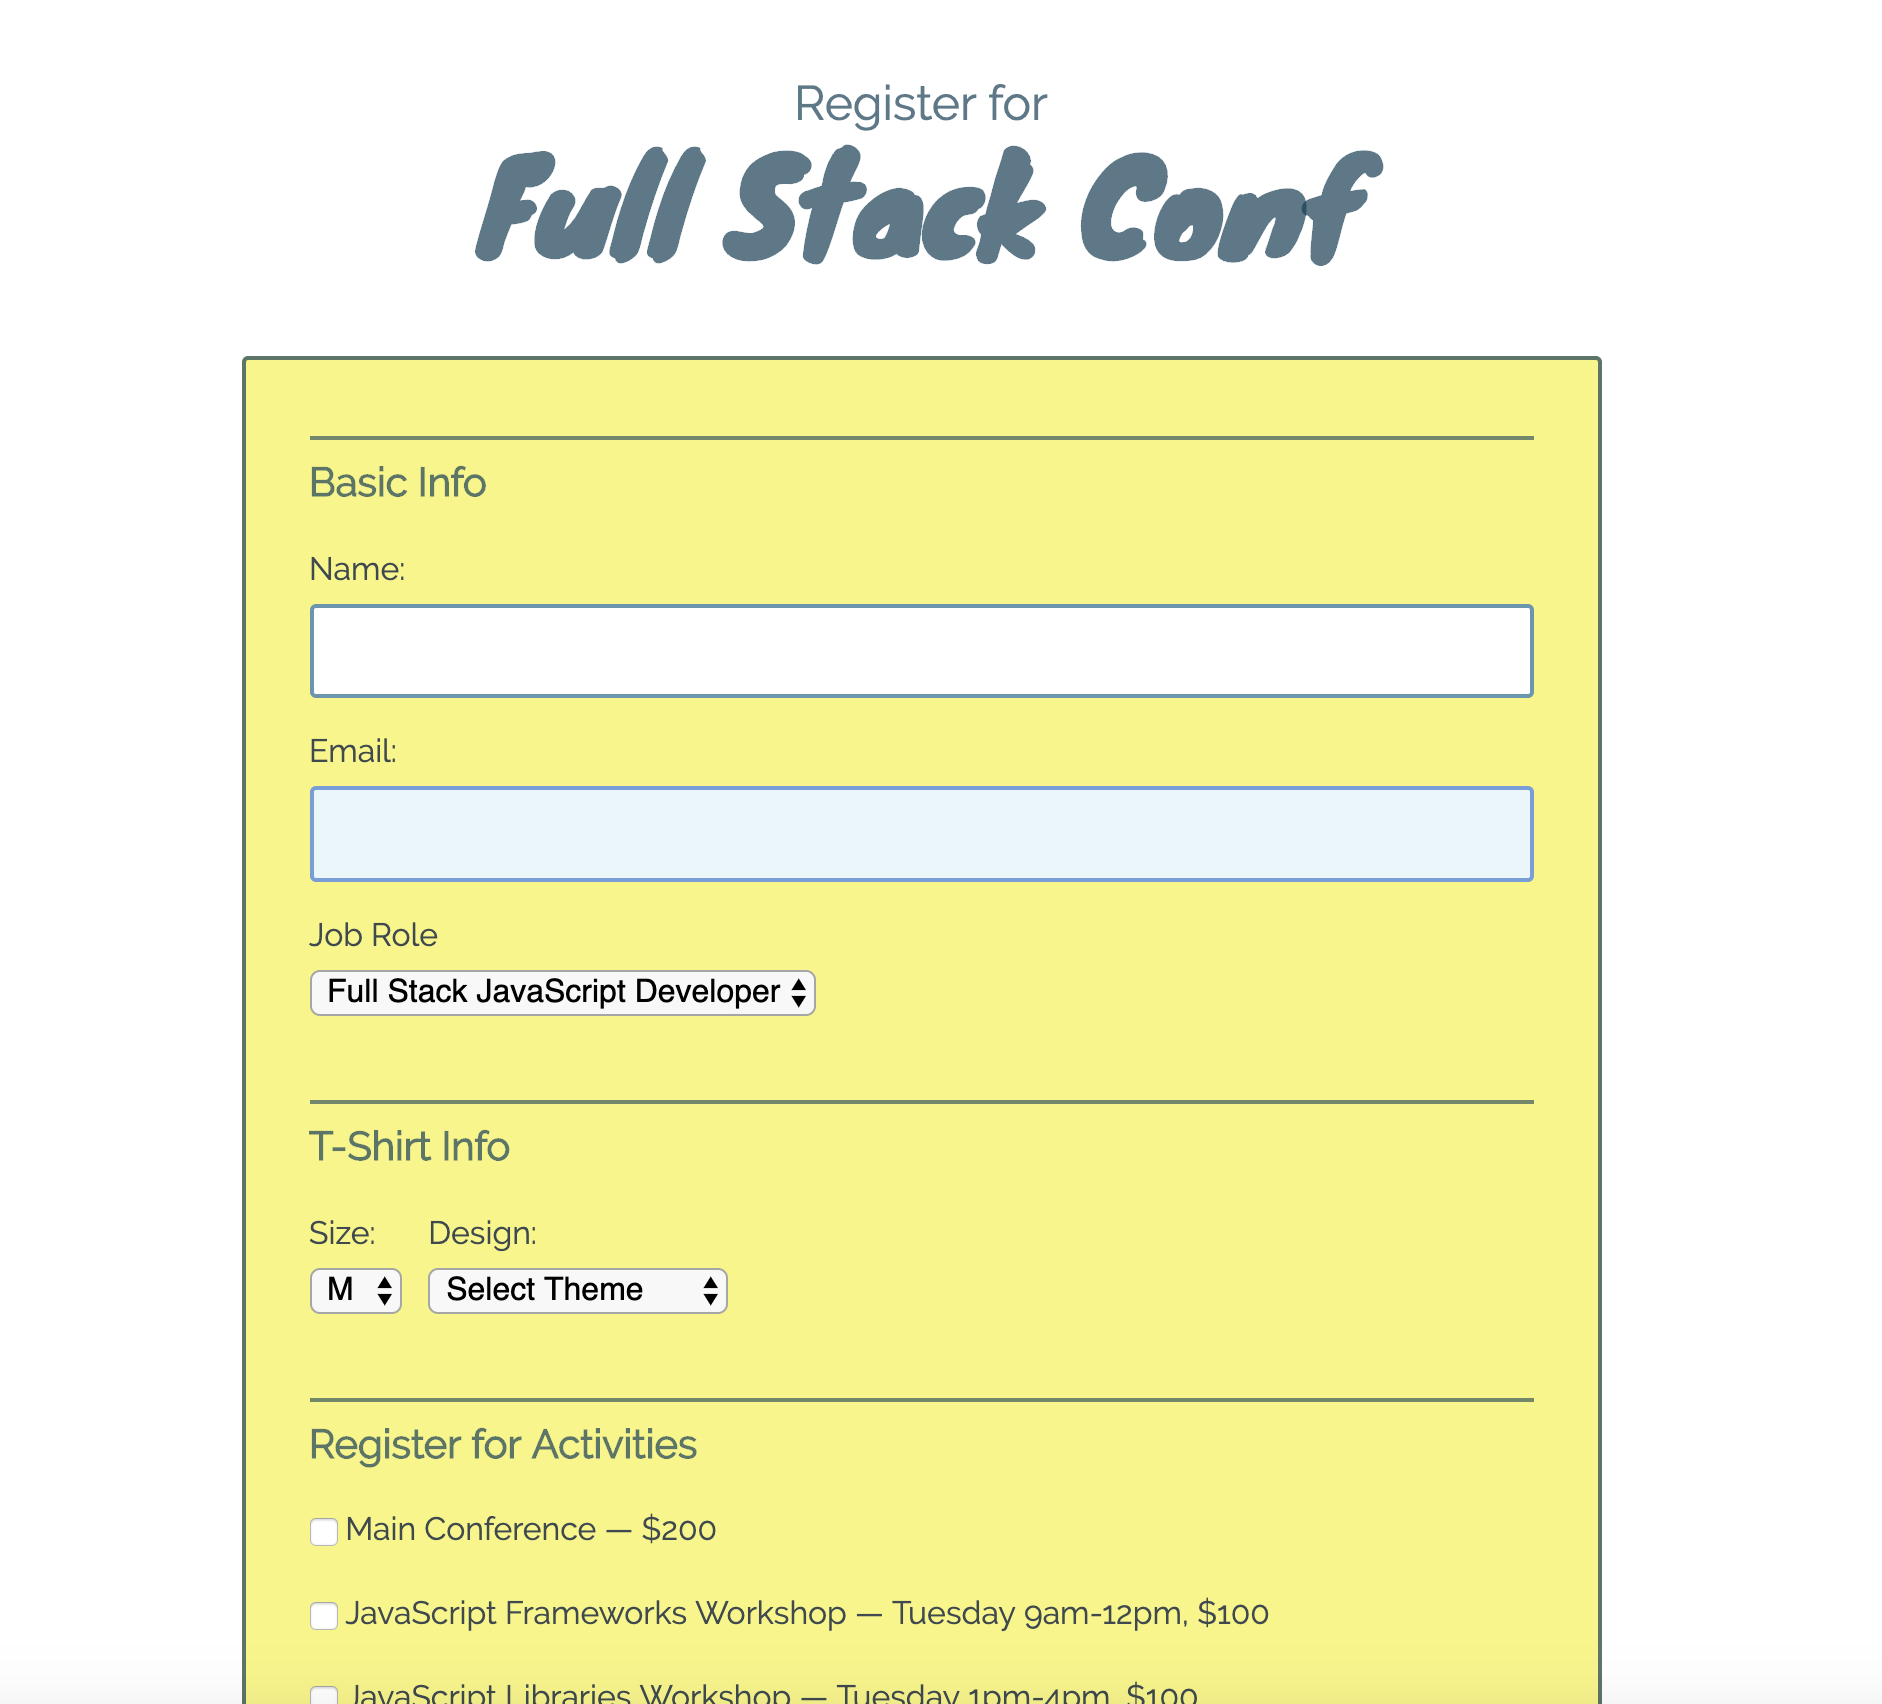 Register for
Full Stack Conf
Basic Info
Name:
Email:
Job Role
Full Stack JavaScript Developer
T-Shirt Info
Size: Design:
M Select Theme
Register for Activities
Main Conference — $200
JavaScript Frameworks Workshop — Tuesday 9am-12pm, $100
JavaScript Libraries Workshop — Tuesday 1pm-4pm, $100